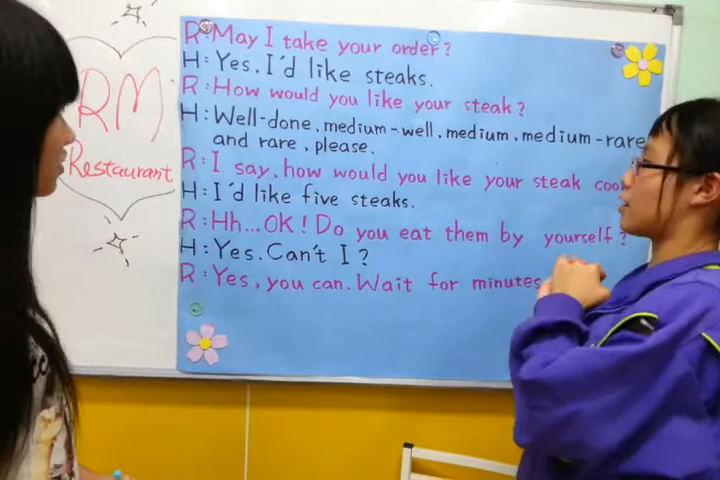 RM
Restaurant
R: May I take your order?
H: Yes, I'd like steaks.
R: How would you like your steak?
H: Well-done, medium-well, medium, medium-rare
and rare, please.
R: I say, how would you like your steak
H: I'd like five steaks.
R: Hh...OK! Do you eat them by yourself?
H: Yes. Can't I?
R: Yes, you can. Wait for minutes